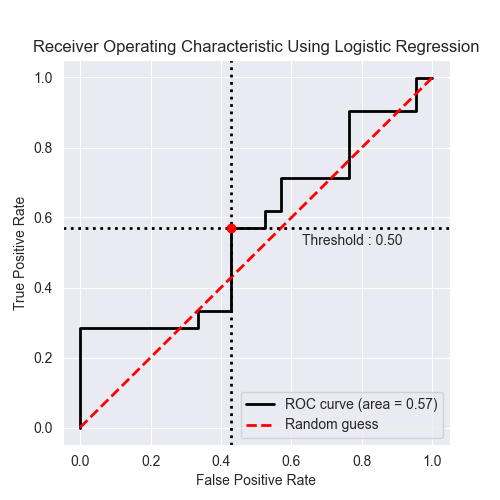 Receiver Operating Characteristic Using Logistic Regression
1.0
0.8
0.6
0.4
0.2
0.0
True Positive Rate
Threshold : 0.50
ROC curve (area = 0.57)
Random guess
0.0 0.2 0.4 0.6 0.8 1.0
False Positive Rate